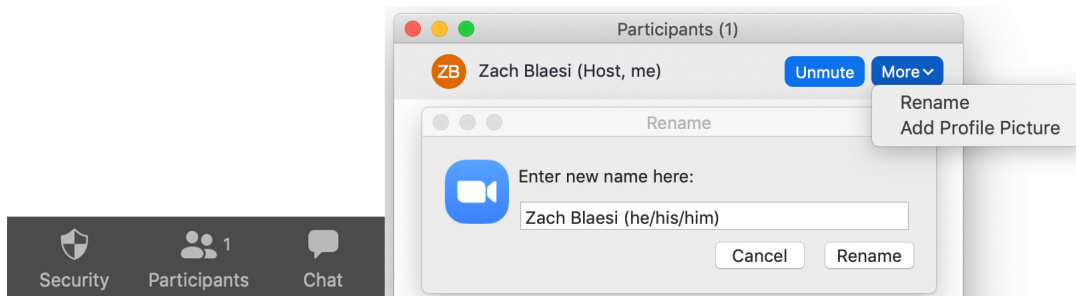 Participants (1)
ZB Zach Blaesi (Host, me) Unmute More
Rename
Add Profile Picture
Rename
Enter new name here:
Zach Blaesi (he/his/him)
Cancel Rename
1
Security Participants Chat